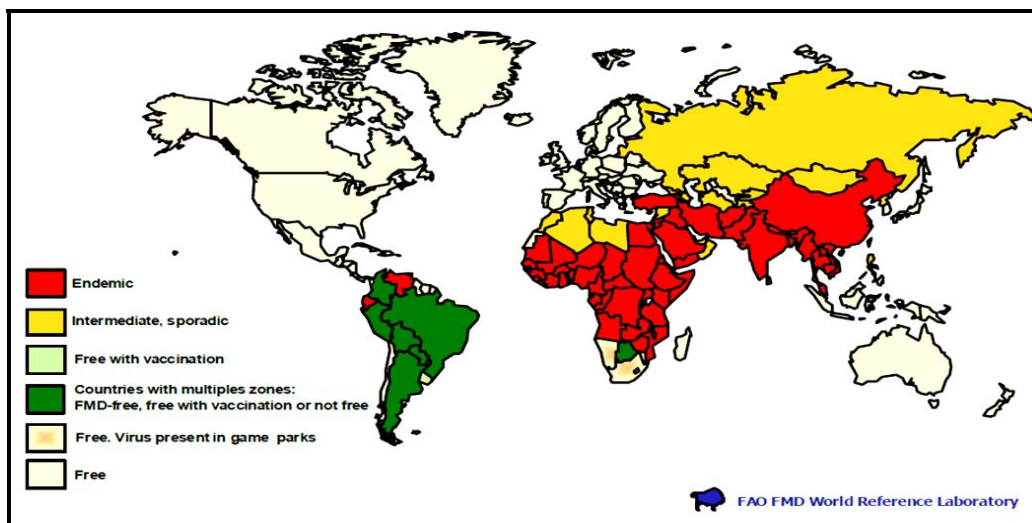 Endemic
Intermediate, sporadic
Free with vaccination
Countries with multiples zones:
FMD-free, free with vaccination or not free
Free. Virus present in game parks
Free
FAO FMD World Reference Laboratory